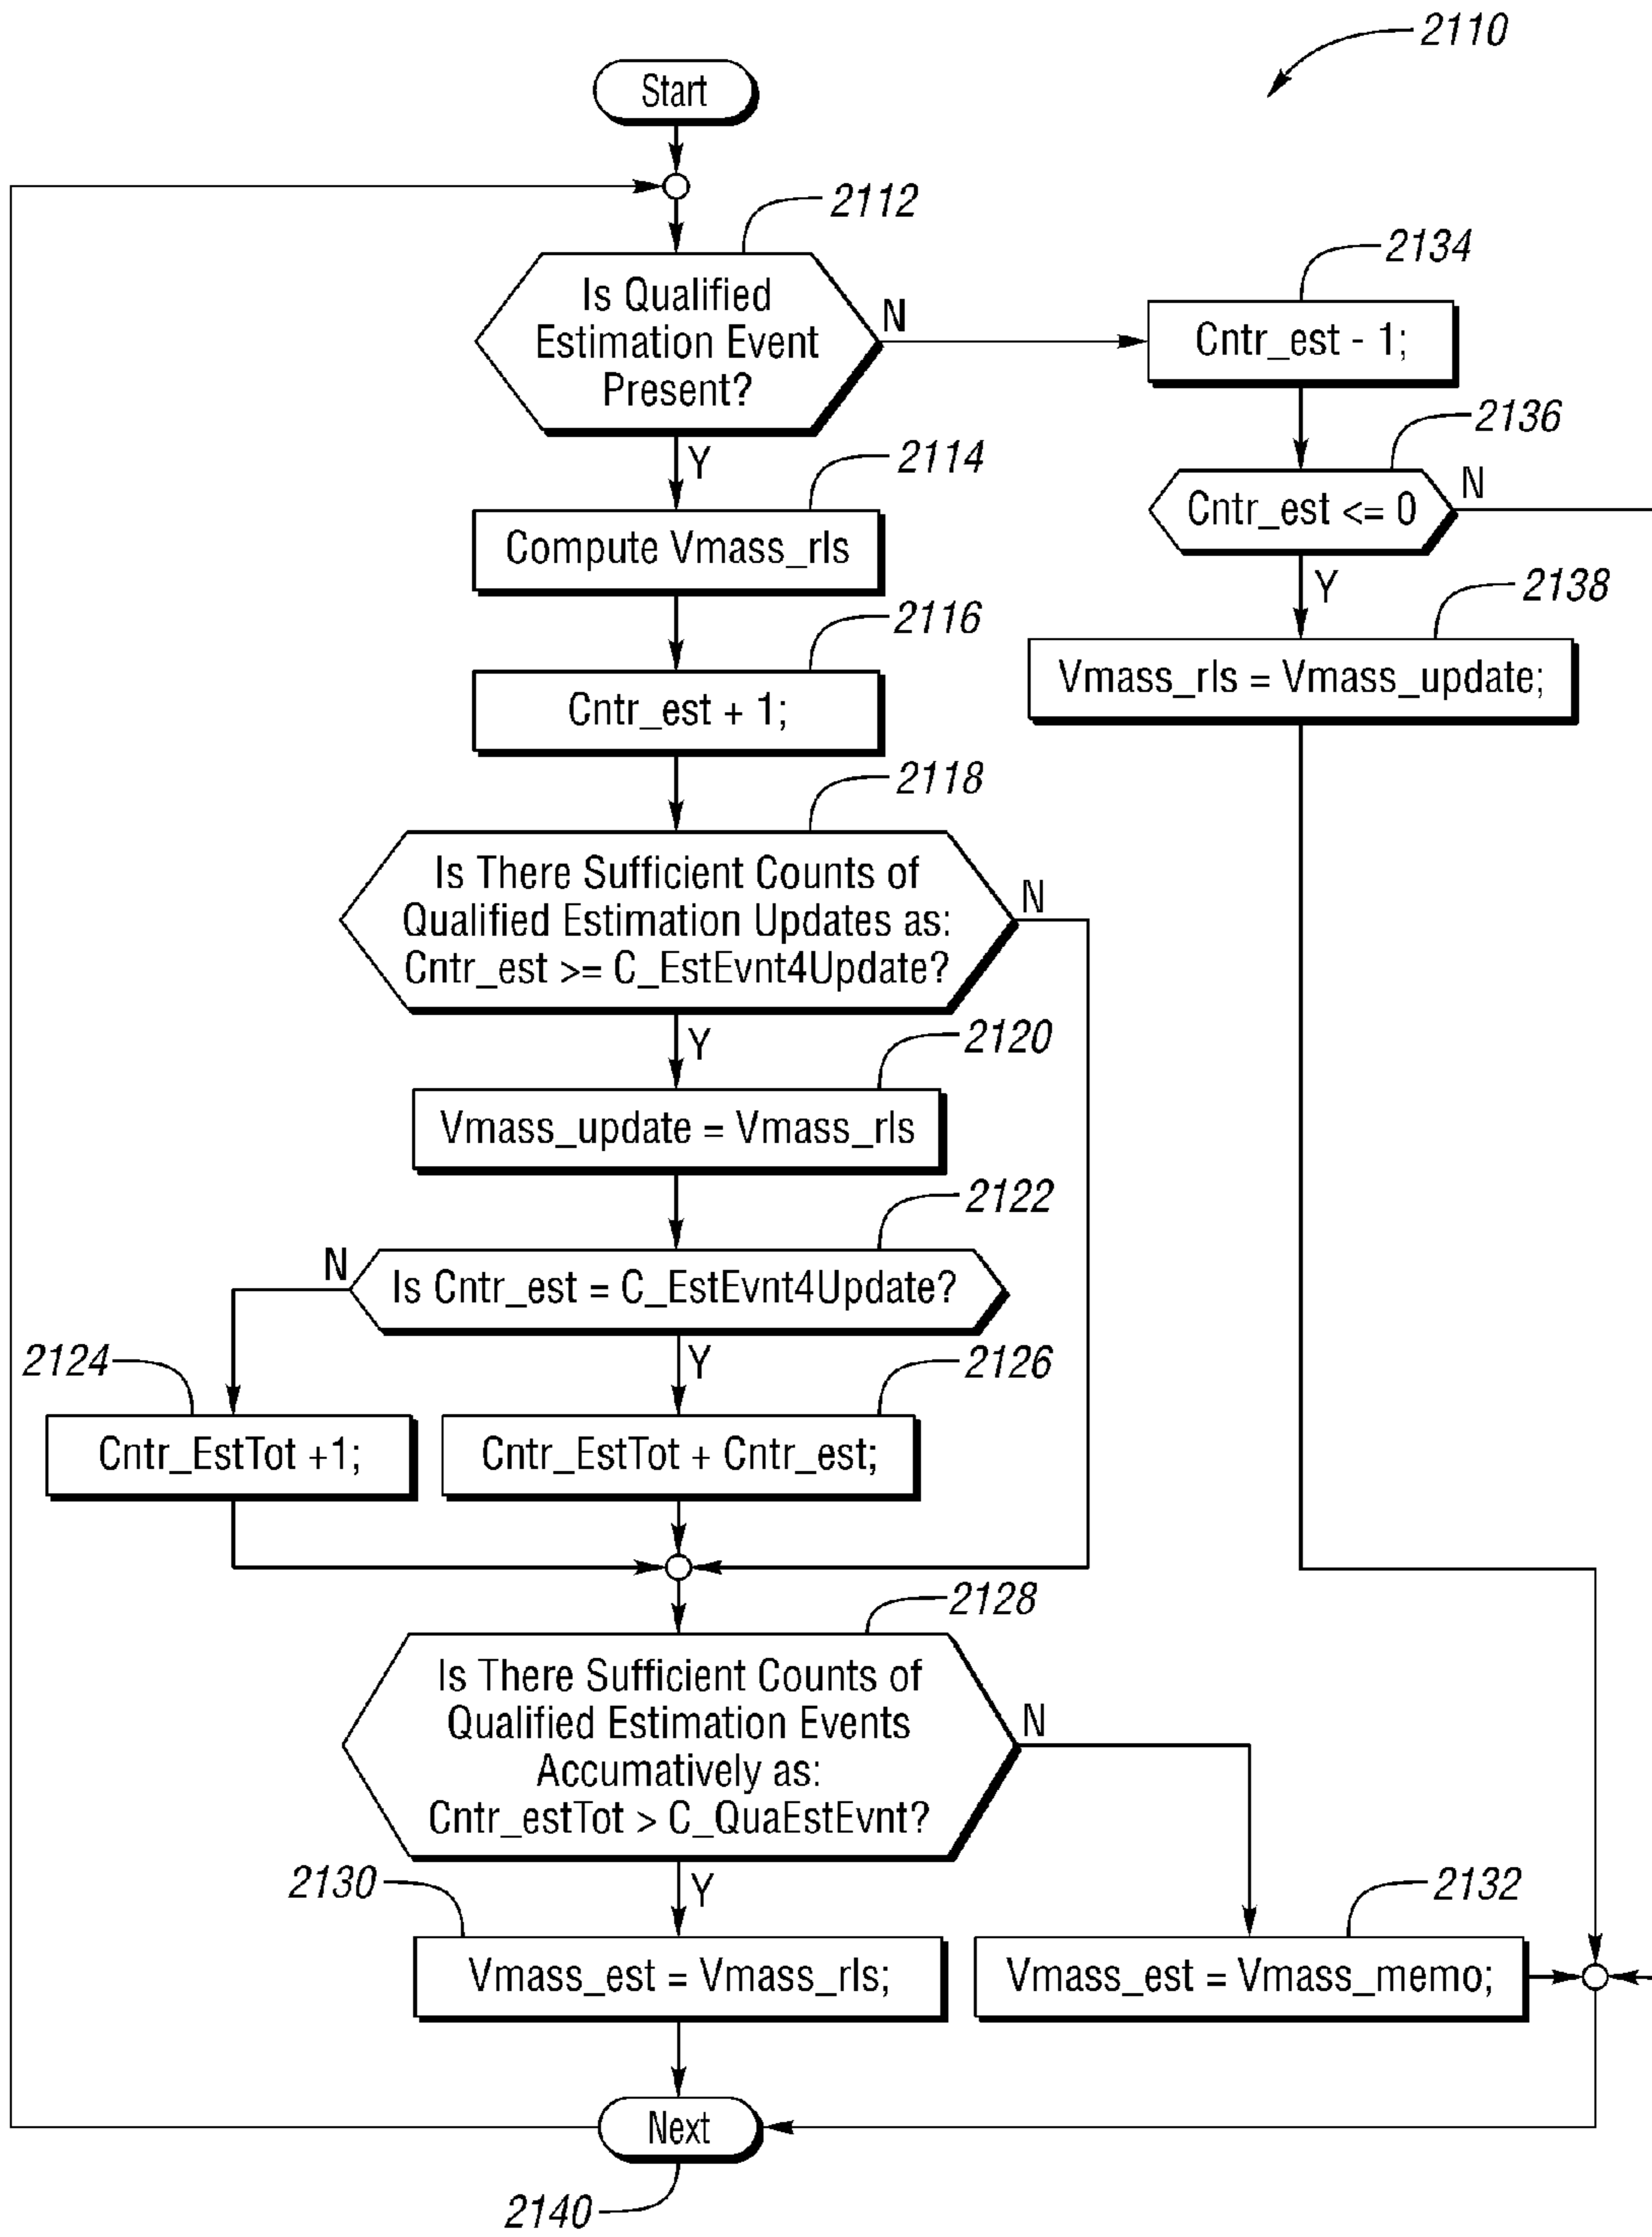 2110
Start
2112
Is Qualified
Estimation Event
Present?
N
Y
2134
Cntr_est - 1;
2136
Cntr_est <= 0
N
Y
2138
Vmass_rls = Vmass_update;
2114
Compute Vmass_rls
2116
Cntr_est + 1;
2118
Is There Sufficient Counts of
Qualified Estimation Updates as:
Cntr_est >= C_EstEvnt4Update?
N
Y
2120
Vmass_update = Vmass_rls
2122
Is Cntr_est = C_EstEvnt4Update?
N
Y
2124
Cntr_EstTot +1;
2126
Cntr_EstTot + Cntr_est;
2128
Is There Sufficient Counts of
Qualified Estimation Events
Accumatively as:
Cntr_estTot > C_QuaEstEvnt?
N
Y
2130
Vmass_est = Vmass_rls;
2132
Vmass_est = Vmass_memo;
Next
2140